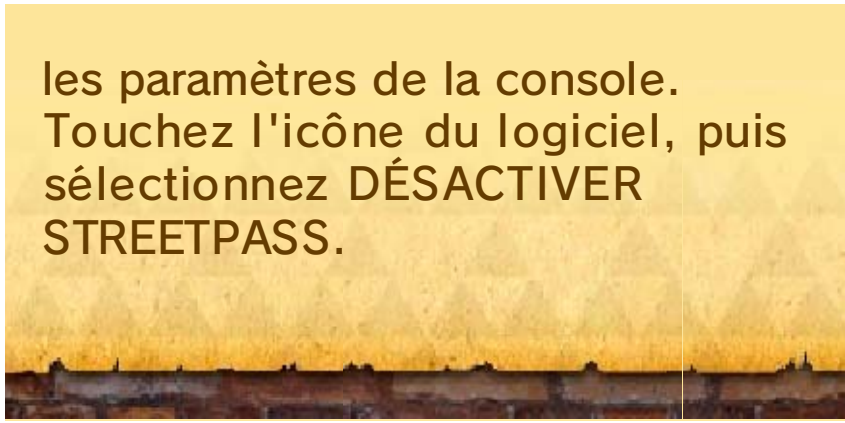 les paramètres de la console.
Touchez l'icône du logiciel, puis
sélectionnez DÉSACTIVER
STREETPASS.